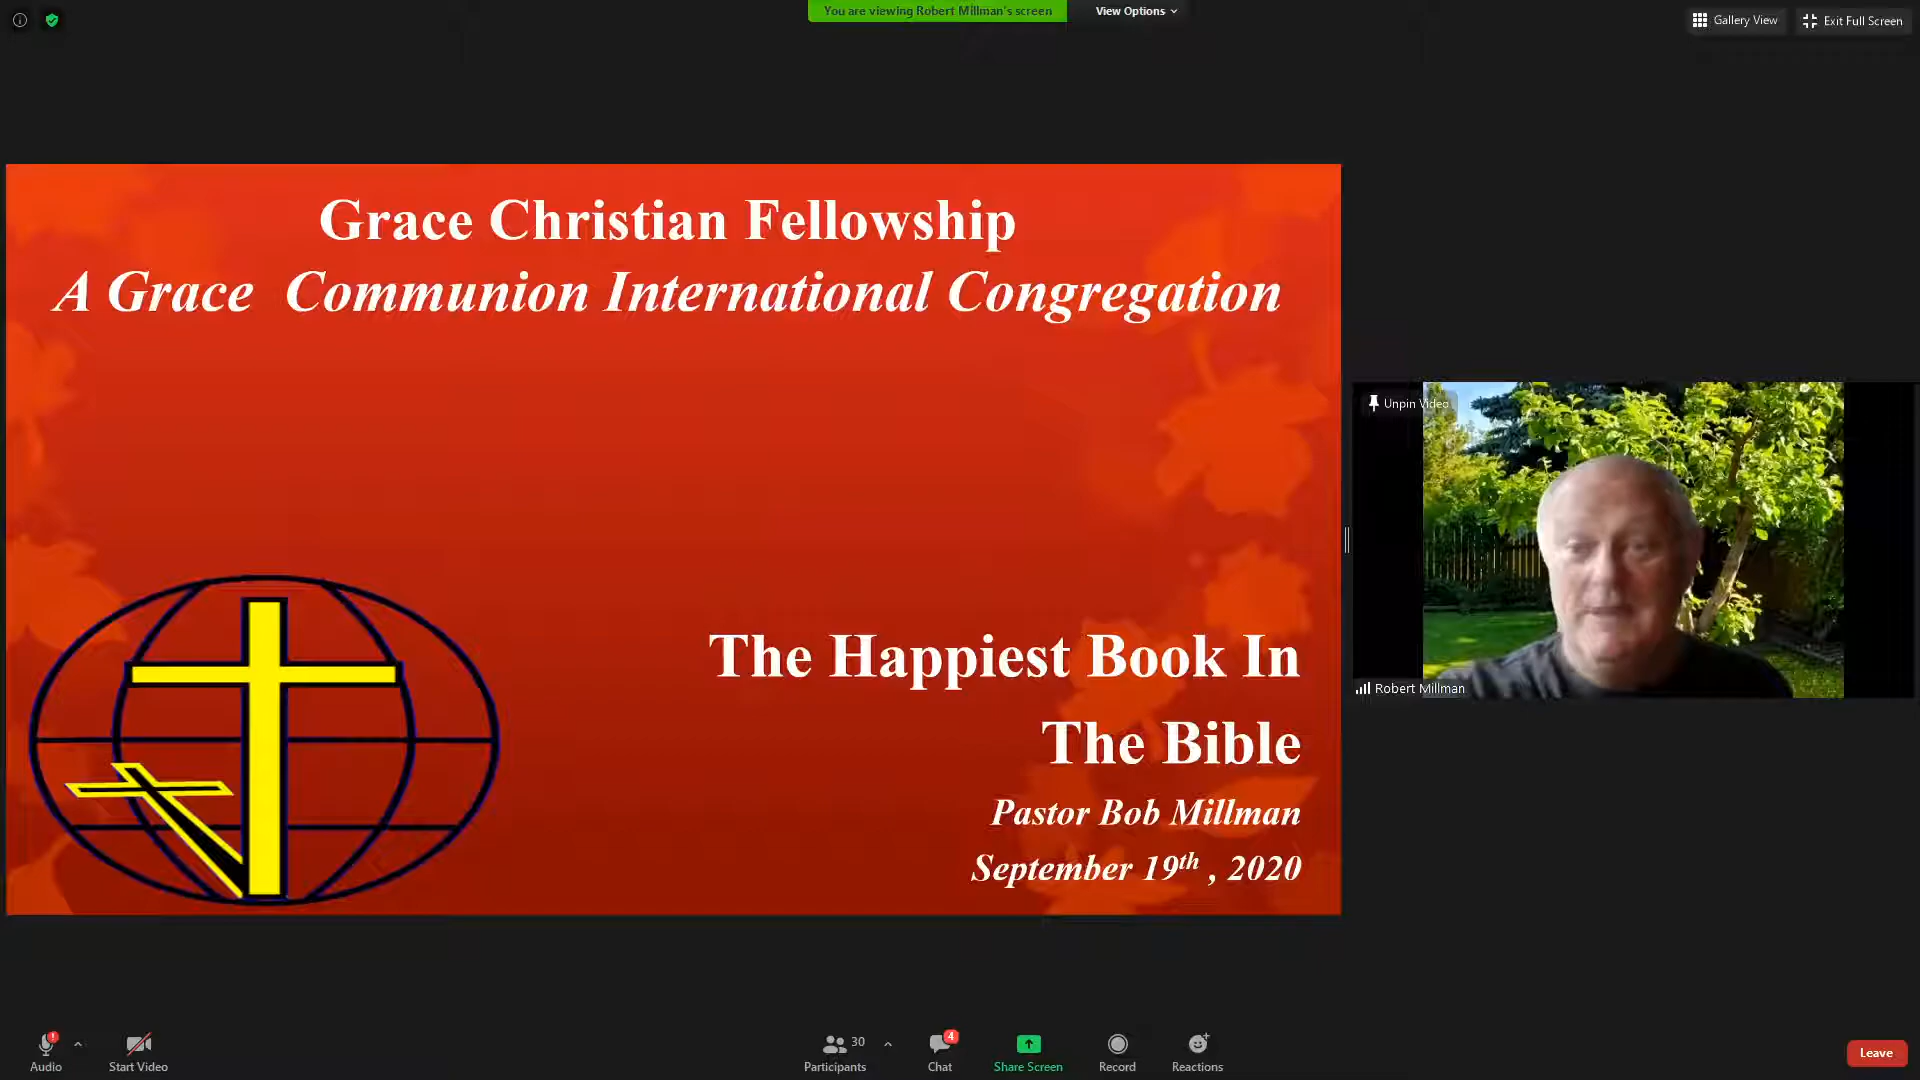 You are viewing Robert Millman's screen
View Options
Gallery View
Exit Full Screen
Grace Christian Fellowship
A Grace Communion International Congregation
The Happiest Book In
The Bible
Pastor Bob Millman
September 19th , 2020
Unpin Video
Robert Millman
Audio
Start Video
30
Participants
4
Chat
Share Screen
Record
Reactions
Leave